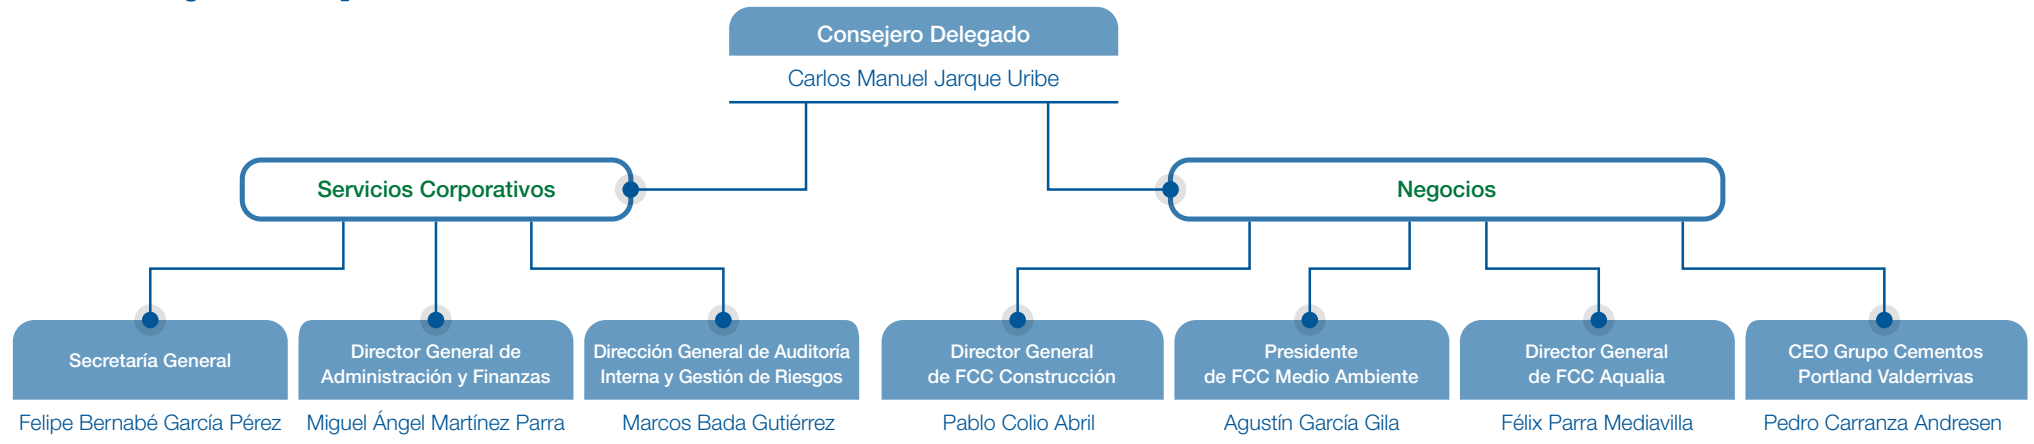 Consejero Delegado
Carlos Manuel Jarque Uribe
Servicios Corporativos
Negocios
Secretaría General
Felipe Bernabé García Pérez
Director General de
Administración y Finanzas
Miguel Ángel Martínez Parra
Dirección General de Auditoría
Interna y Gestión de Riesgos
Marcos Bada Gutiérrez
Director General
de FCC Construcción
Pablo Colio Abril
Presidente
de FCC Medio Ambiente
Agustín García Gila
Director General
de FCC Aqualia
Félix Parra Mediavilla
CEO Grupo Cementos
Portland Valderrivas
Pedro Carranza Andresen